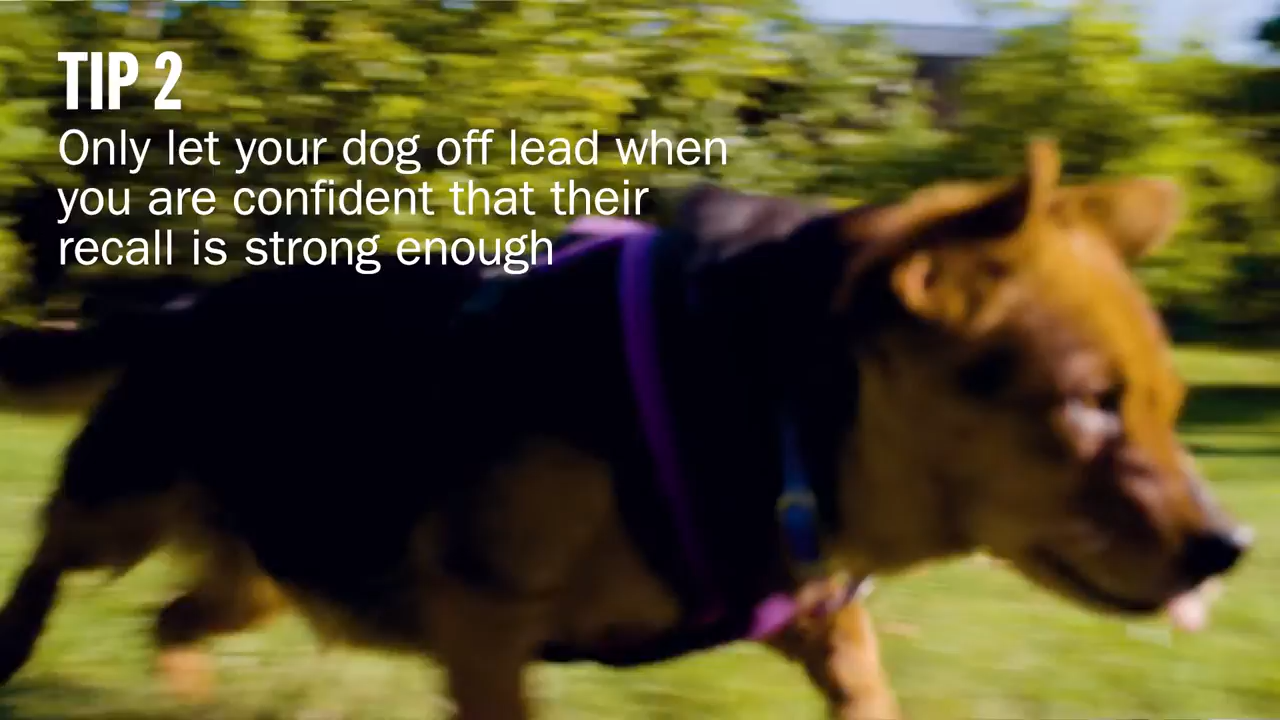 TIP 2
Only let your dog off lead when
you are confident that their
recall is strong enough